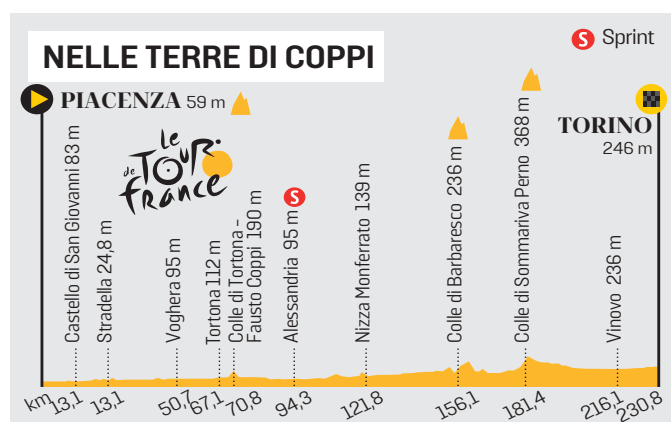 NELLE TERRE DI COPPI
S Sprint
PIACENZA 59 m
TORINO
246 m
le
de TOUR
france
Castello di San Giovanni 83 m
Stradella 24,8 m
Voghera 95 m
Tortona 112 m
Colle di Tortona –
Fausto Coppi 190 m
Alessandria 95 m
S
Nizza Monferrato 139 m
Colle di Barbaresco 236 m
Colle di Sommariva Perno 368 m
Vinovo 236 m
km 13,1 13,1 50,7 67,1 70,8 94,3 121,8 156,1 181,4 216,1 230,8